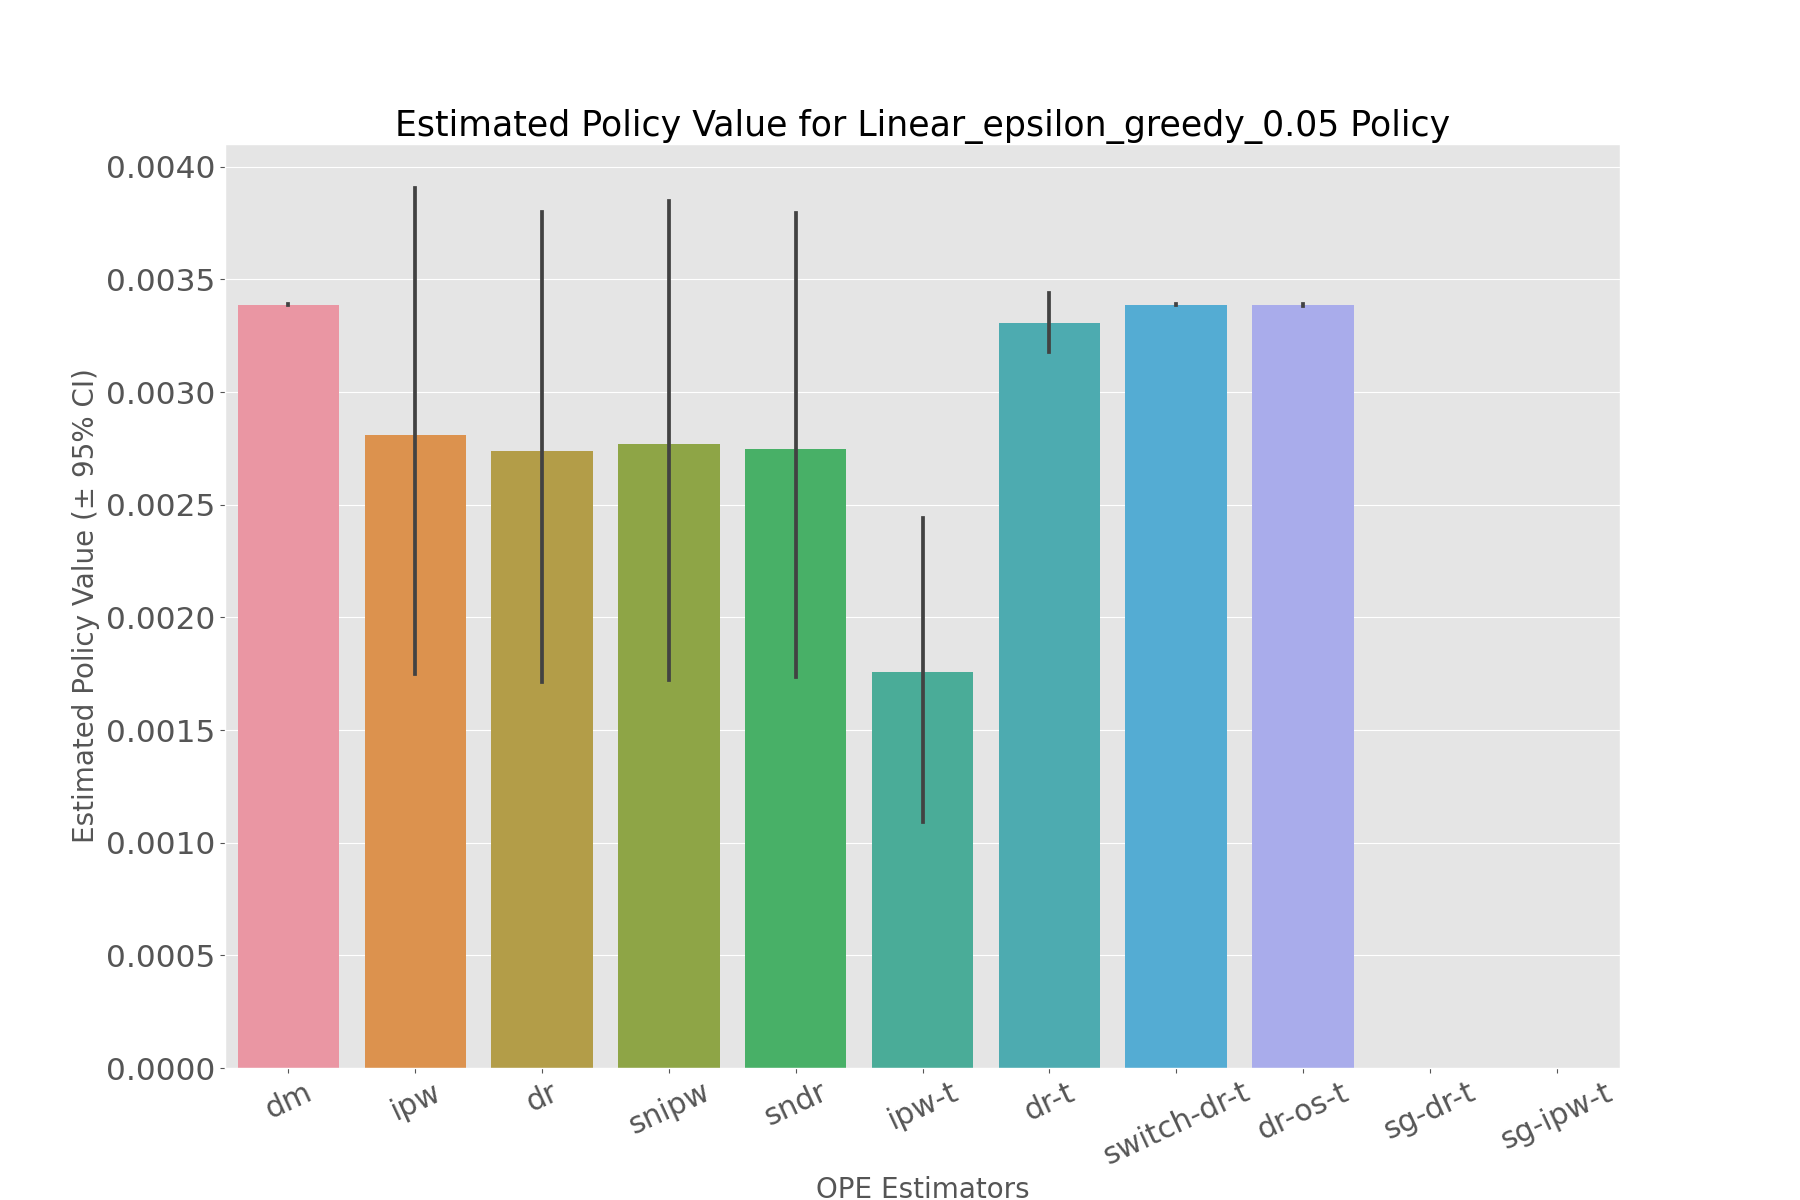 Estimated Policy Value for Linear_epsilon_greedy_0.05 Policy
Estimated Policy Value (± 95% CI)
0.0040
0.0035
0.0030
0.0025
0.0020
0.0015
0.0010
0.0005
0.0000
dm
ipw
dr
snipw
sndr
ipw-t
dr-t
switch-dr-t
dr-os-t
sg-dr-t
sg-ipw-t
OPE Estimators